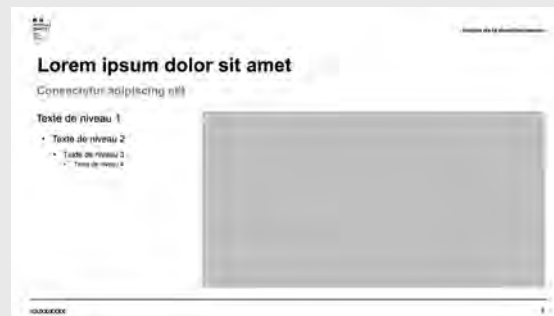 Lorem ipsum dolor sit amet
Consectetur adipiscing elit
Texte de niveau 1
• Texte de niveau 2
• Texte de niveau 3
• Texte de niveau 4